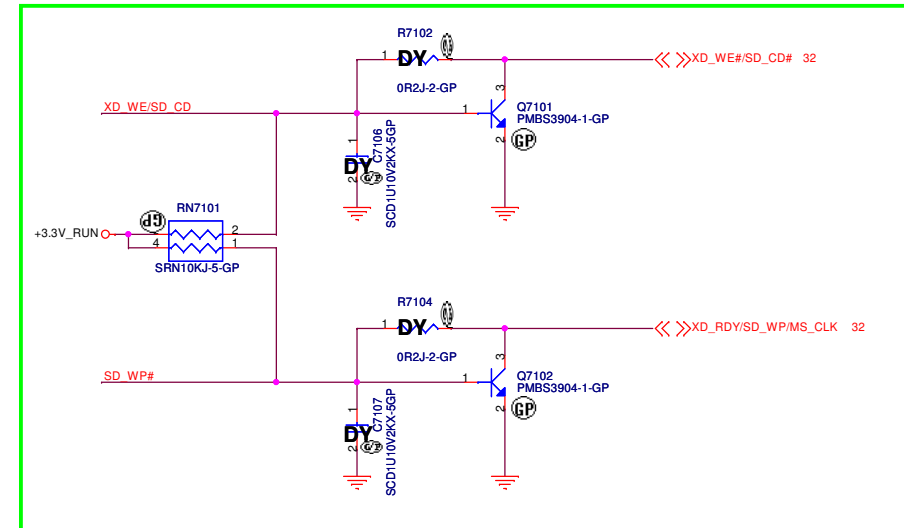 R7102
1
DY
0R2J-2-GP
XD_WE#/SD_CD# 32
XD_WE/SD_CD
1
3
2
Q7101
PMBS3904-1-GP
GP
1
2
DY
C7106
SCD1U10V2KX-5GP
RN7101
GP
+3.3V_RUN
4
2
1
SRN10KJ-5-GP
R7104
1
DY
0R2J-2-GP
XD_RDY/SD_WP/MS_CLK 32
SD_WP#
1
3
2
Q7102
PMBS3904-1-GP
GP
1
2
DY
C7107
SCD1U10V2KX-5GP